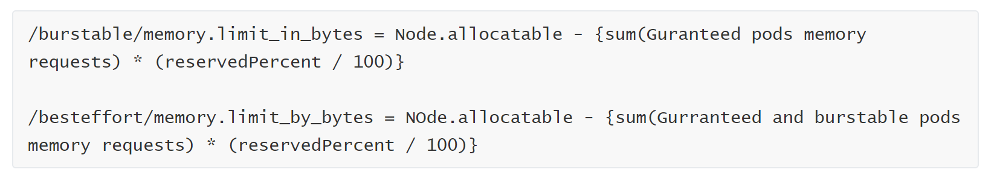 /burstable/memory.limit_in_bytes = Node.allocatable - {sum(Guranteed pods memory
requests) * (reservedPercent / 100)}
/besteffort/memory.limit_by_bytes = NOde.allocatable - {sum(Gurranteed and burstable pods
memory requests) * (reservedPercent / 100)}